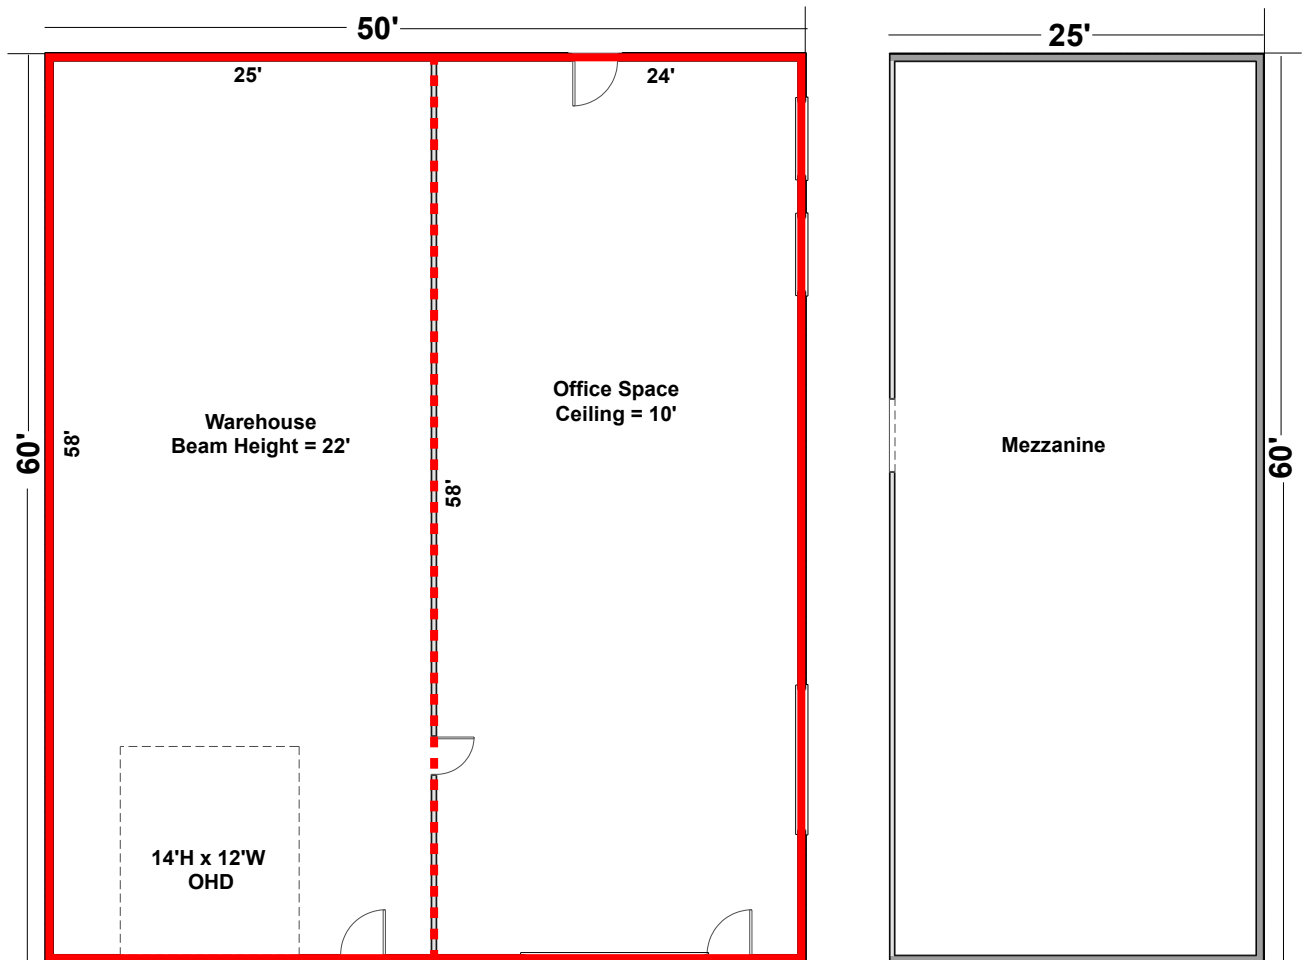 50'
25'
25'
24'
Office Space
Ceiling = 10'
Warehouse
Beam Height = 22'
60'
58'
58'
Mezzanine
60'
14'H x 12'W
OHD